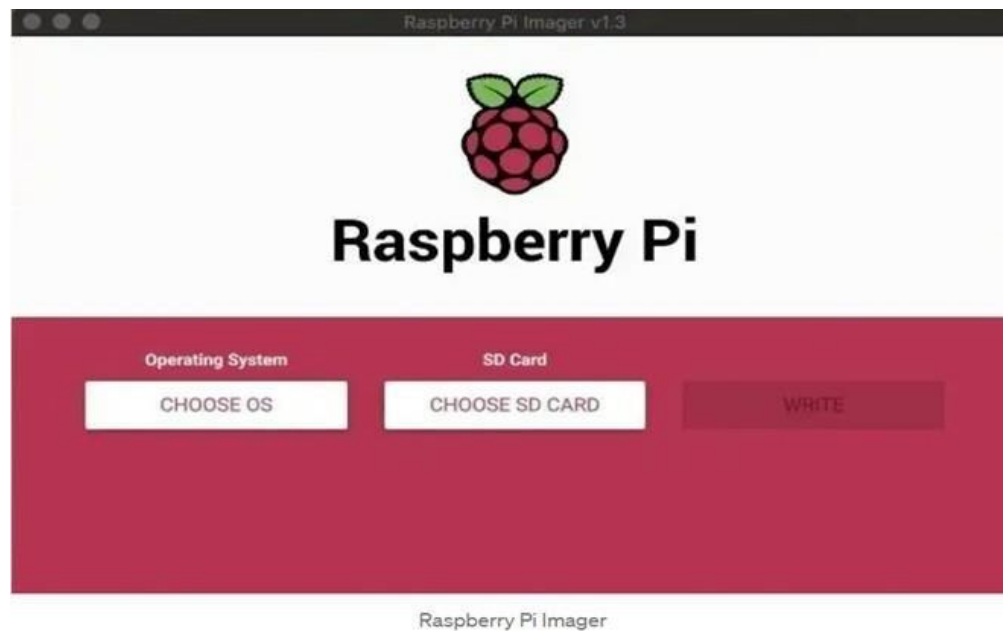 Raspberry Pi Imager v1.3
Raspberry Pi
Operating System
SD Card
CHOOSE OS
CHOOSE SD CARD
WRITE
Raspberry Pi Imager